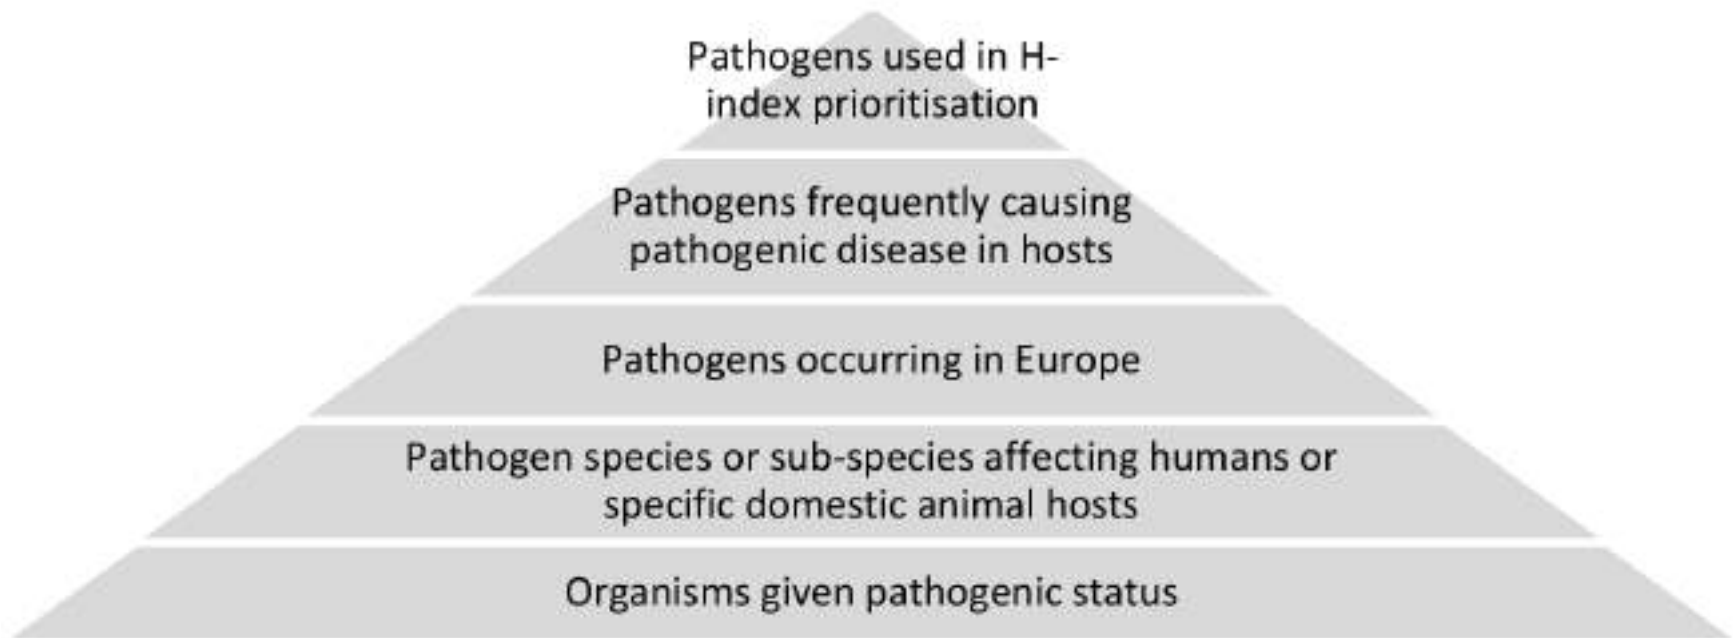 Pathogens used in H-
index prioritisation
Pathogens frequently causing
pathogenic disease in hosts
Pathogens occurring in Europe
Pathogen species or sub-species affecting humans or
specific domestic animal hosts
Organisms given pathogenic status